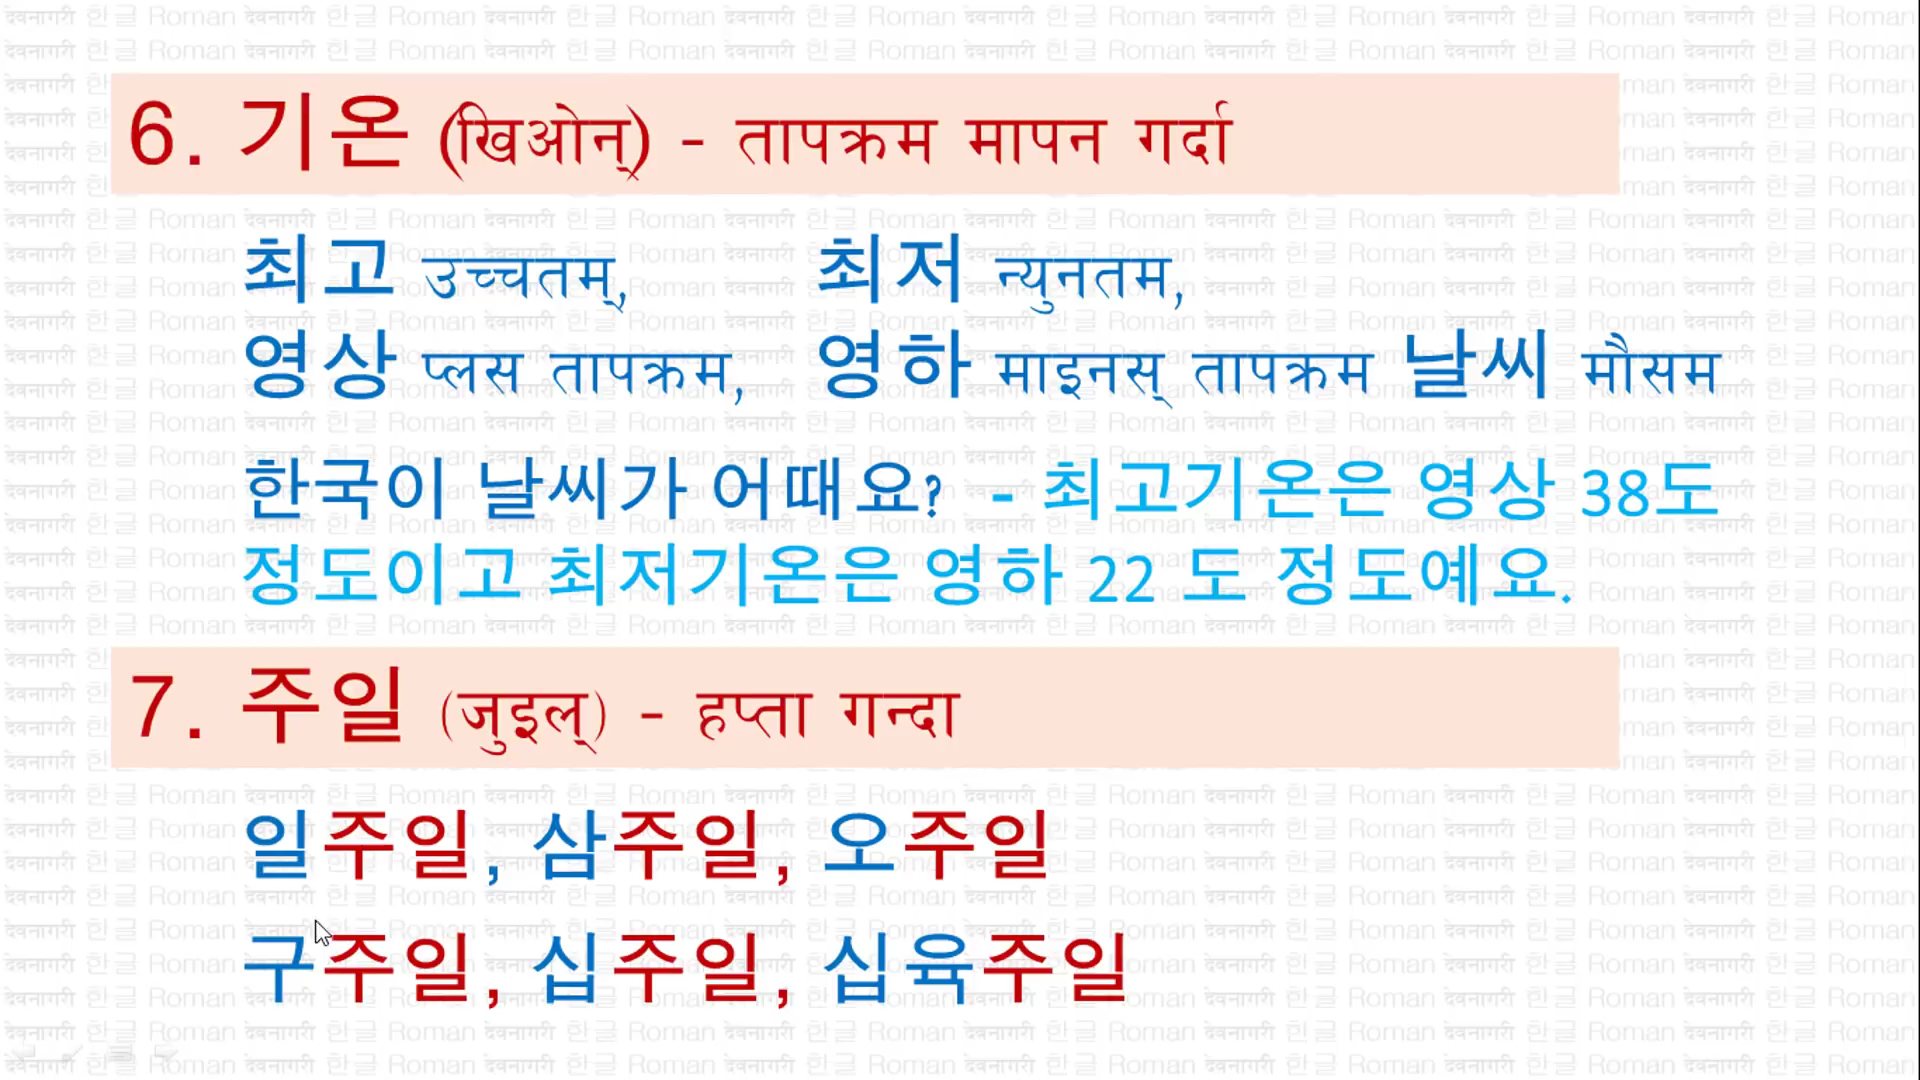 6. 기온 (खिओन्) - तापक्रम मापन गर्दा
최고 उच्चतम्, 최저 न्युनतम,
영상 प्लस तापक्रम, 영하 माइनस् तापक्रम 날씨 मौसम
한국이 날씨가 어때요? - 최고기온은 영상 38도
정도이고 최저기온은 영하 22 도 정도예요.
7. 주일 (जुइल्) - हप्ता गन्दा
일주일, 삼주일, 오주일
구주일, 십주일, 십육주일